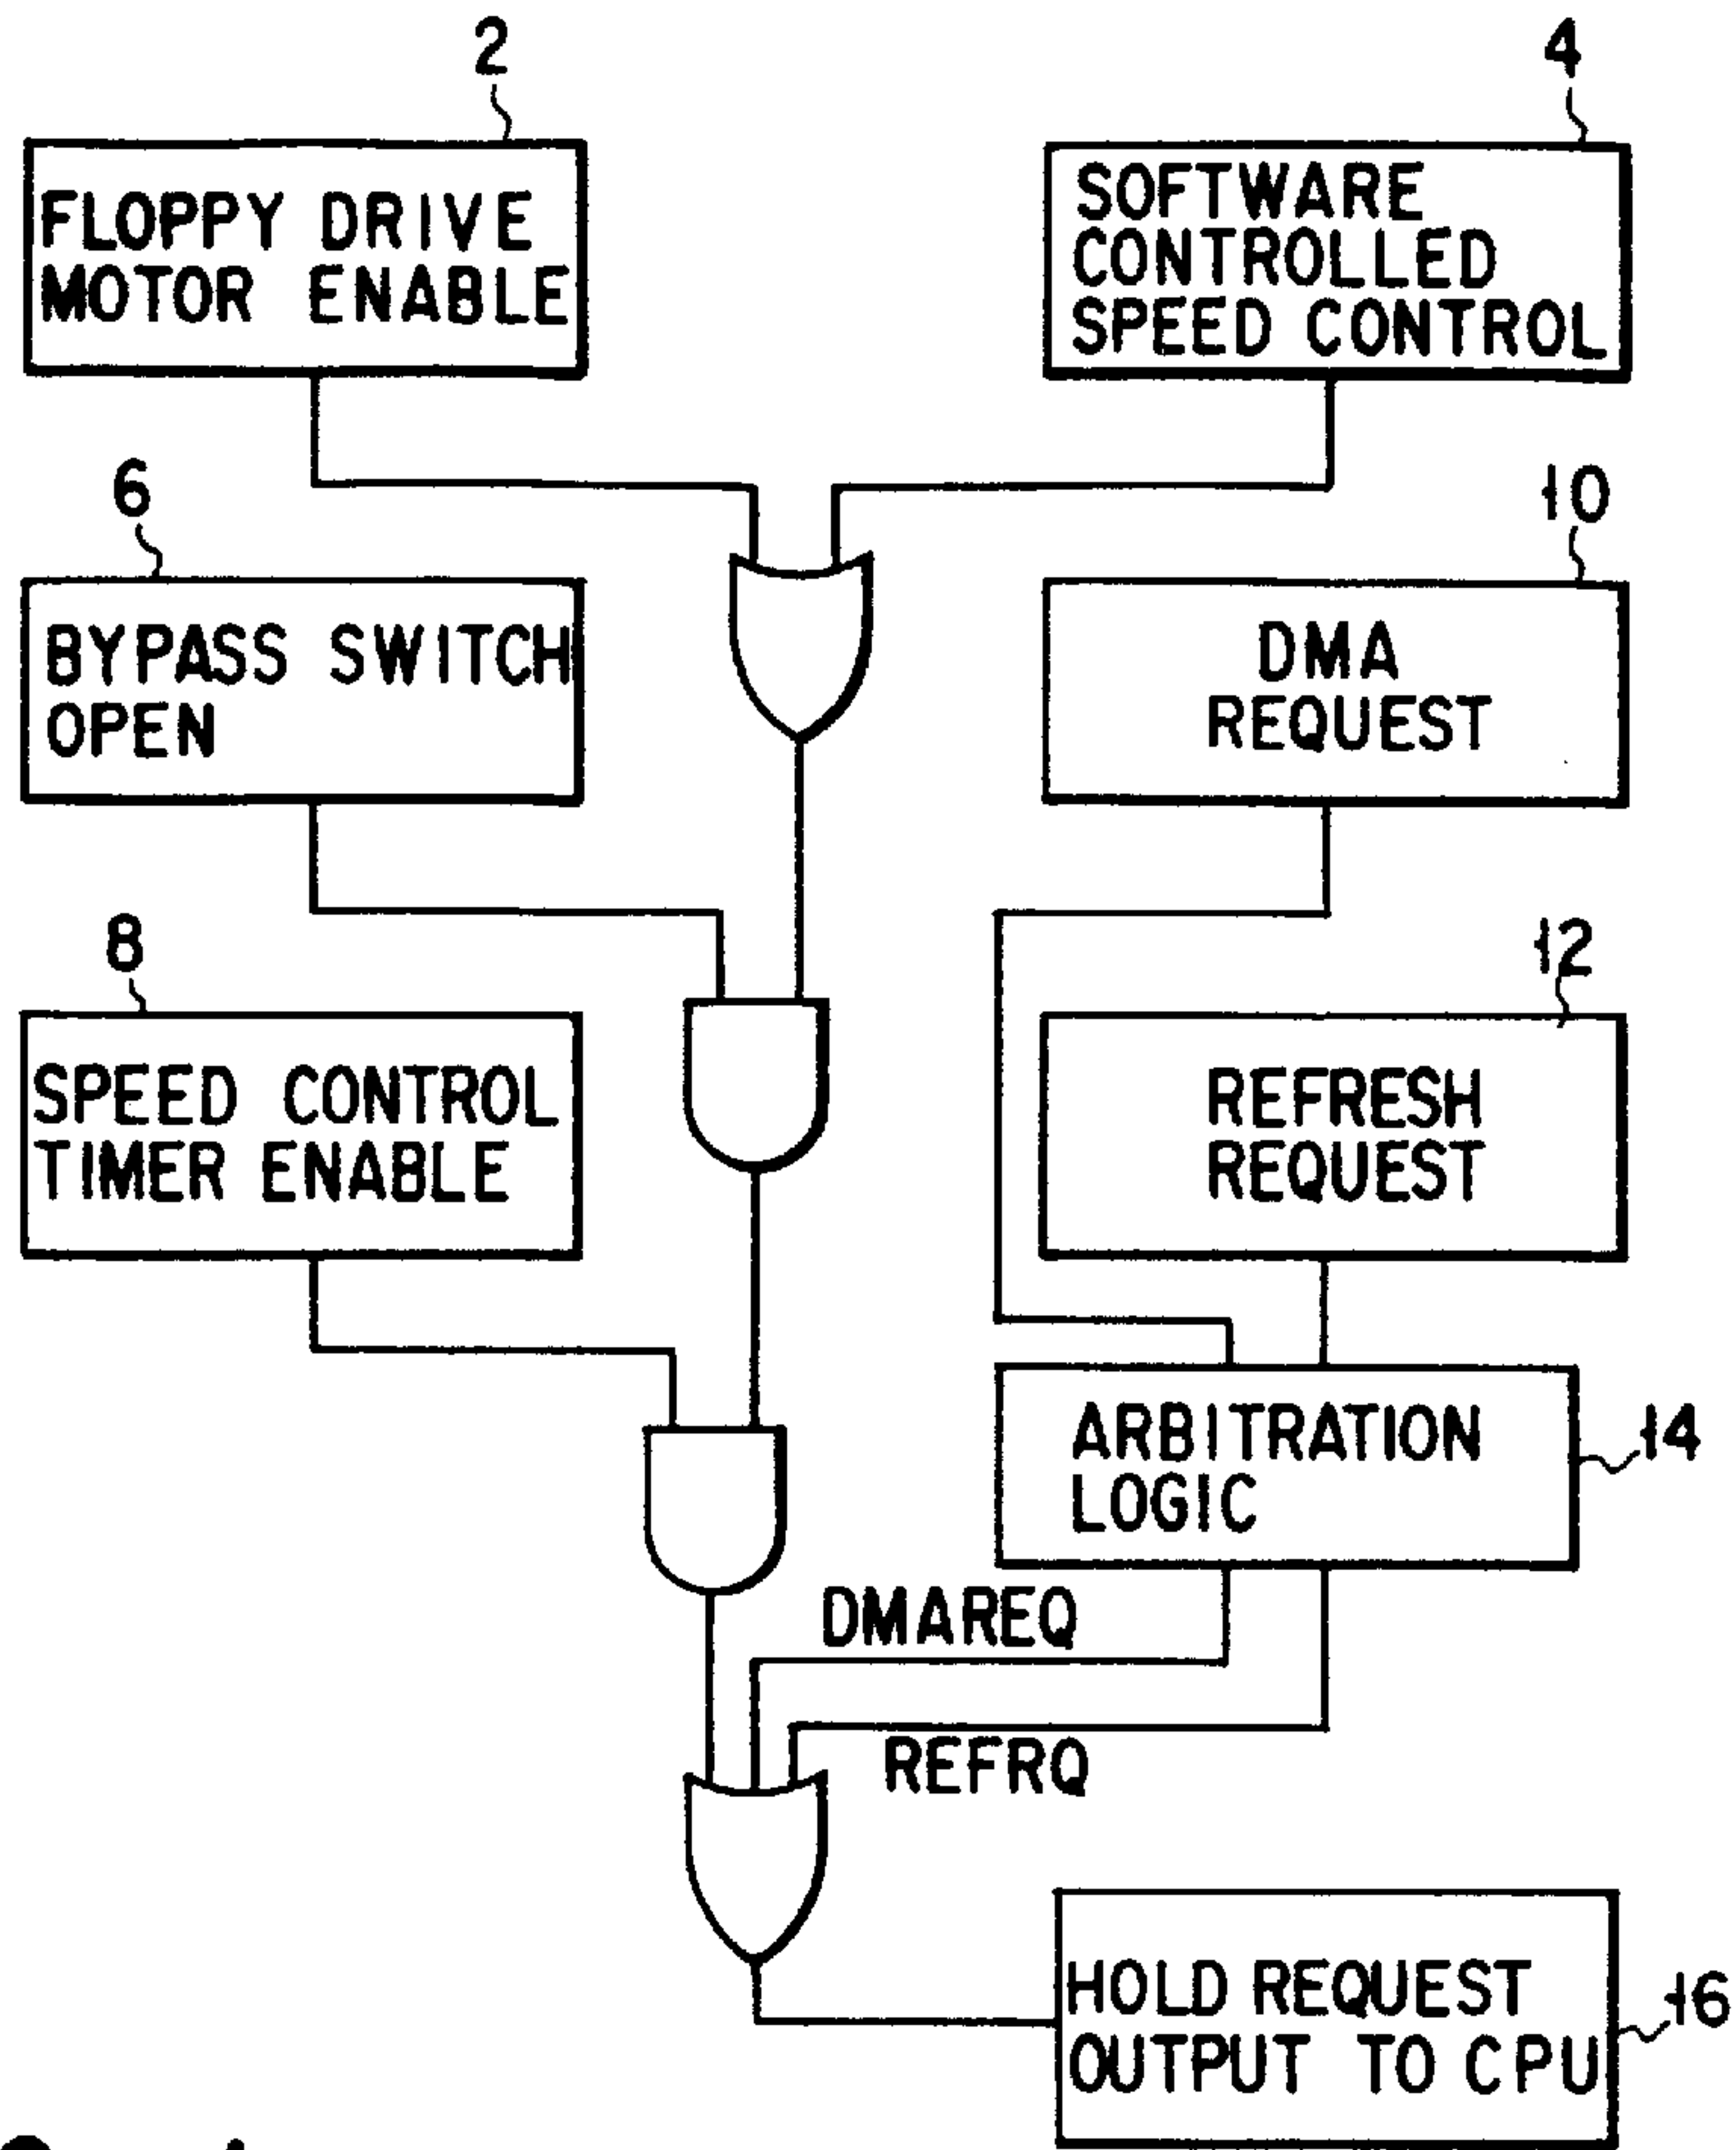 2
FLOPPY DRIVE
MOTOR ENABLE
4
SOFTWARE
CONTROLLED
SPEED CONTROL
6
BYPASS SWITCH
OPEN
10
DMA
REQUEST
8
SPEED CONTROL
TIMER ENABLE
12
REFRESH
REQUEST
ARBITRATION
LOGIC
14
DMAREQ
REFRQ
HOLD REQUEST
OUTPUT TO CPU
16